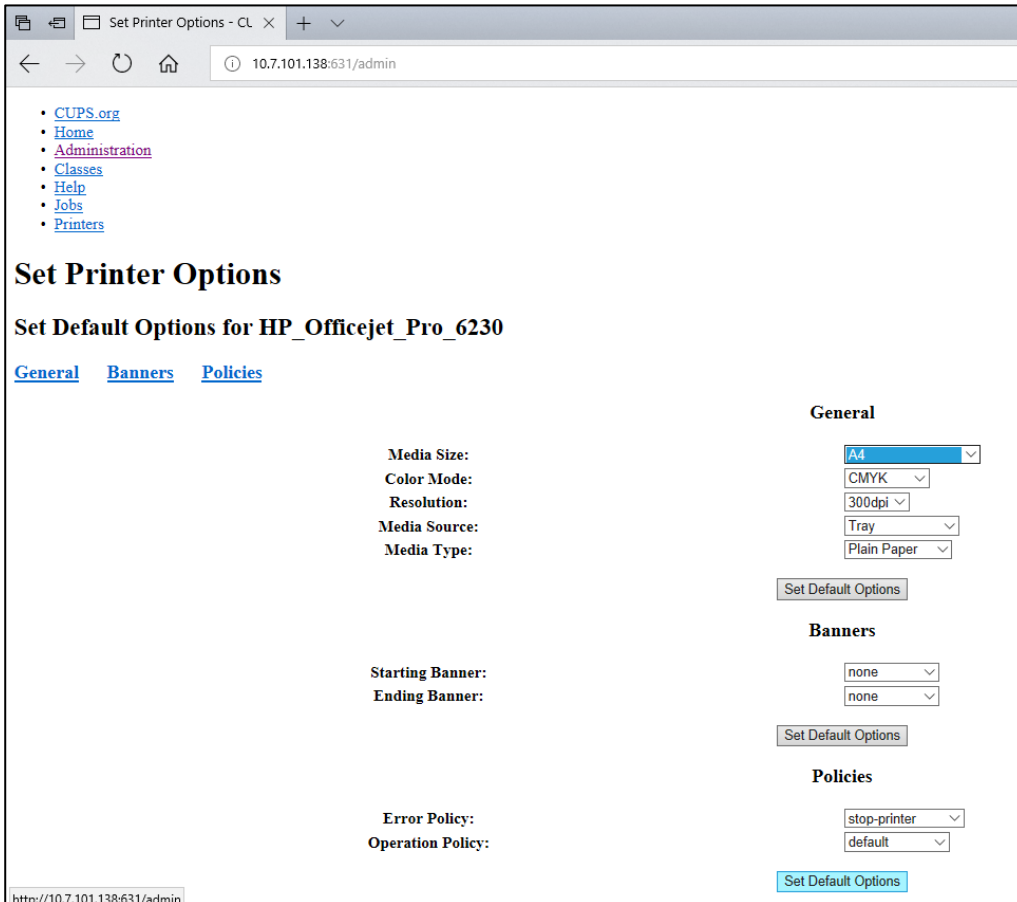 Set Printer Options - CU
10.7.101.138:631/admin
CUPS.org
Home
Administration
Classes
Help
Jobs
Printers
Set Printer Options
Set Default Options for HP_Officejet_Pro_6230
General Banners Policies
General
Media Size: A4
Color Mode: CMYK
Resolution: 300dpi
Media Source: Tray
Media Type: Plain Paper
Set Default Options
Banners
Starting Banner: none
Ending Banner: none
Set Default Options
Policies
Error Policy: stop-printer
Operation Policy: default
Set Default Options
http://10.7.101.138:631/admin